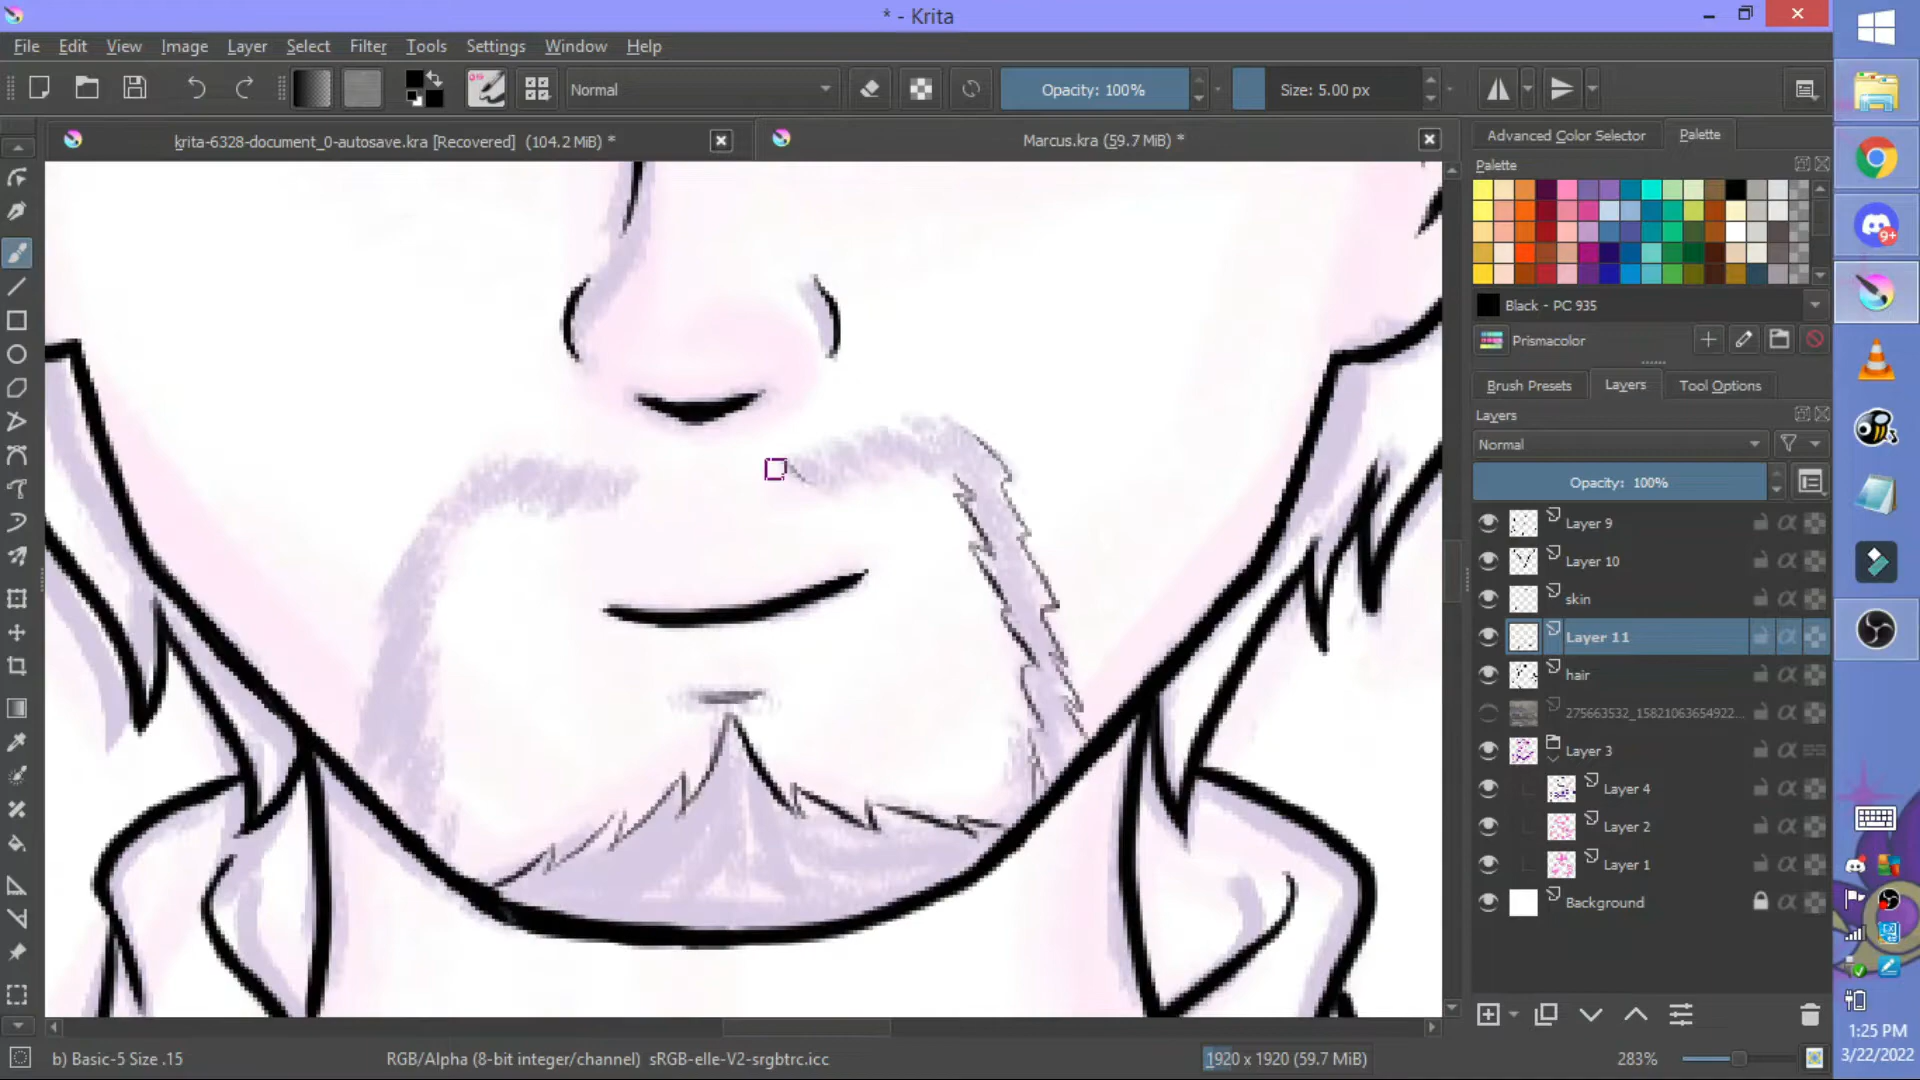 * - Krita
File Edit View Image Layer Select Filter Tools Settings Window Help
Normal
Opacity: 100%
Size: 5.00 px
krita-6328-document_0-autosave.kra [Recovered] (104.2 MiB) *
Marcus.kra (59.7 MiB) *
Advanced Color Selector
Palette
Palette
Black - PC 935
Prismacolor
Brush Presets
Layers
Tool Options
Layers
Normal
Opacity: 100%
Layer 9
Layer 10
skin
Layer 11
hair
275663532_15821063654922...
Layer 3
Layer 4
Layer 2
Layer 1
Background
9+
1:25 PM
3/22/2022
b) Basic-5 Size .15
RGB/Alpha (8-bit integer/channel) sRGB-elle-V2-srgbtrc.icc
1920 x 1920 (59.7 MiB)
283%